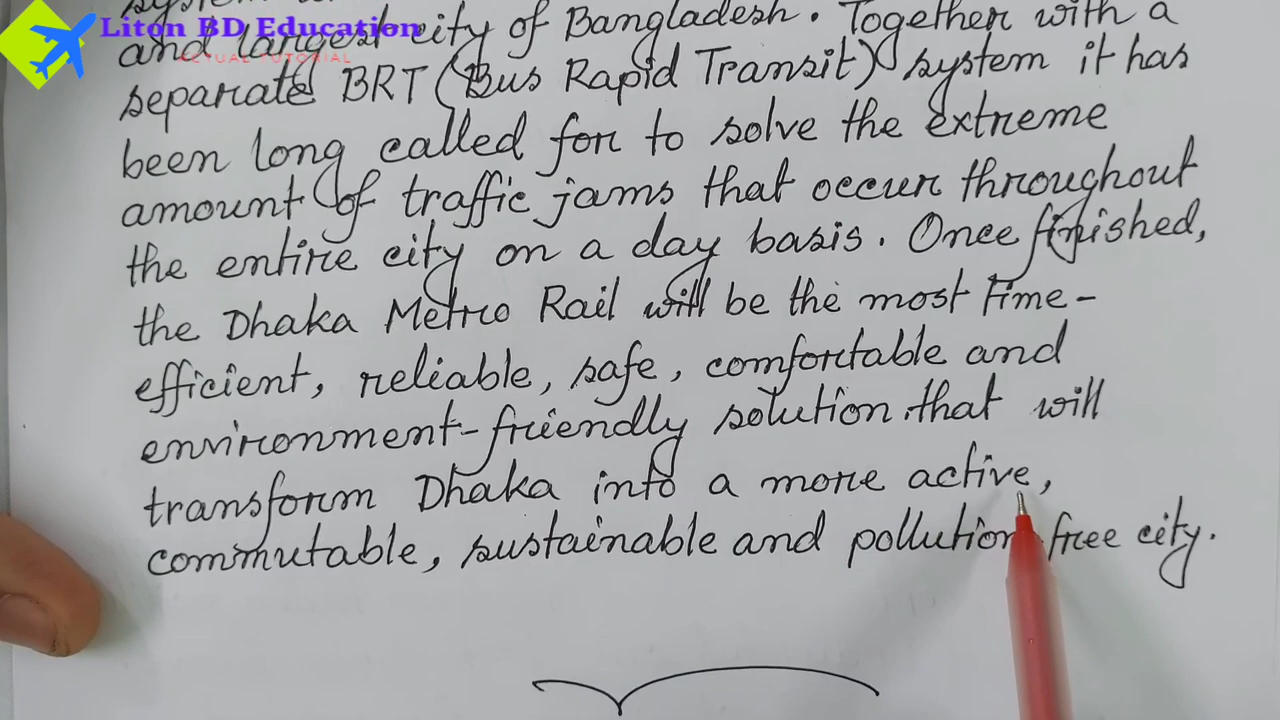 system
Liton BD Education
and largest city of Bangladesh. Together with a
separate BRT (Bus Rapid Transit) system it has
been long called for to solve the extreme
amount of traffic jams that occur throughout
the entire city on a day basis. Once finished,
the Dhaka Metro Rail will be the most time-
efficient, reliable, safe, comfortable and
environment-friendly solution that will
transform Dhaka into a more active,
commutable, sustainable and pollution free city.